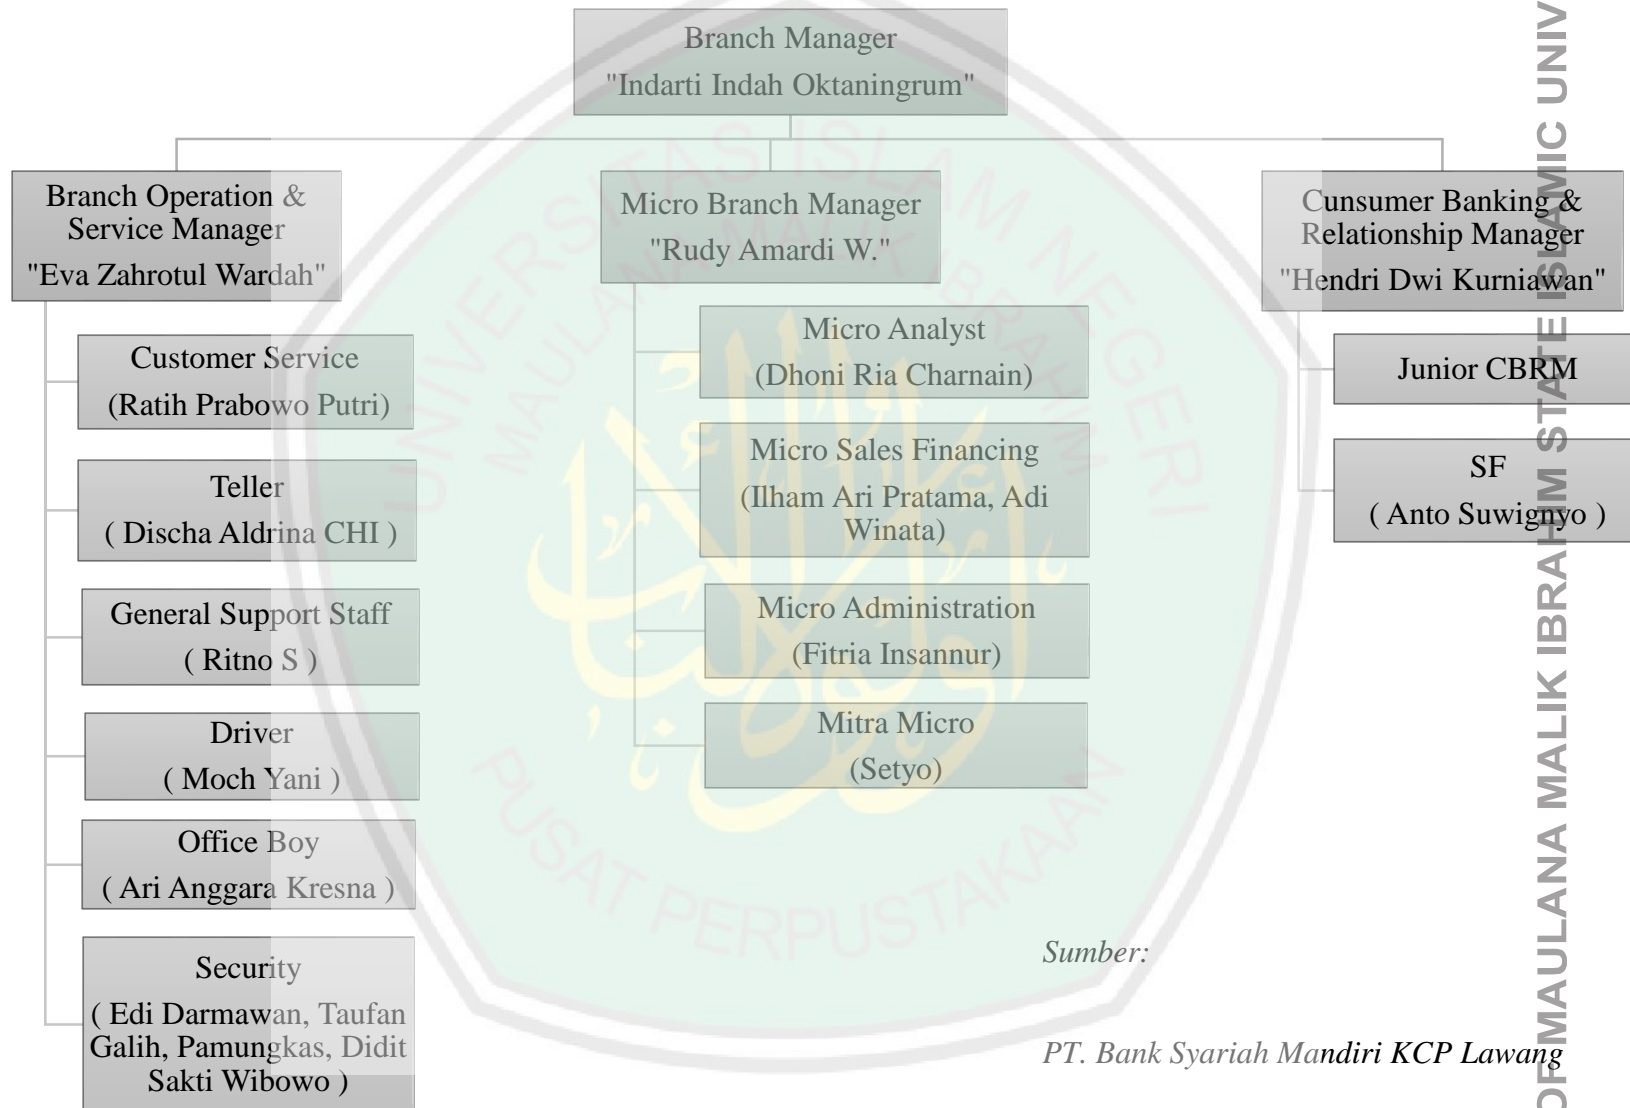 Branch Manager
"Indarti Indah Oktaningrum"
Branch Operation &
Service Manager
"Eva Zahrotul Wardah"
Customer Service
(Ratih Prabowo Putri)
Teller
( Discha Aldrina CHI )
General Support Staff
( Ritno S )
Driver
( Moch Yani )
Office Boy
( Ari Anggara Kresna )
Security
( Edi Darmawan, Taufan
Galih, Pamungkas, Didit
Sakti Wibowo )
Micro Branch Manager
"Rudy Amardi W."
Micro Analyst
(Dhoni Ria Charnain)
Micro Sales Financing
(Ilham Ari Pratama, Adi
Winata)
Micro Administration
(Fitria Insannur)
Mitra Micro
(Setyo)
Cunsumer Banking &
Relationship Manager
"Hendri Dwi Kurniawan"
Junior CBRM
SF
( Anto Suwignyo )
Sumber:
PT. Bank Syariah Mandiri KCP Lawang
UNIVERSITAS ISLAM NEGERI
MAULANA MALIK IBRAHIM
PUSAT PERPUSTAKAAN
OF MAULANA MALIK IBRAHIM STATE ISLAMIC UNIV